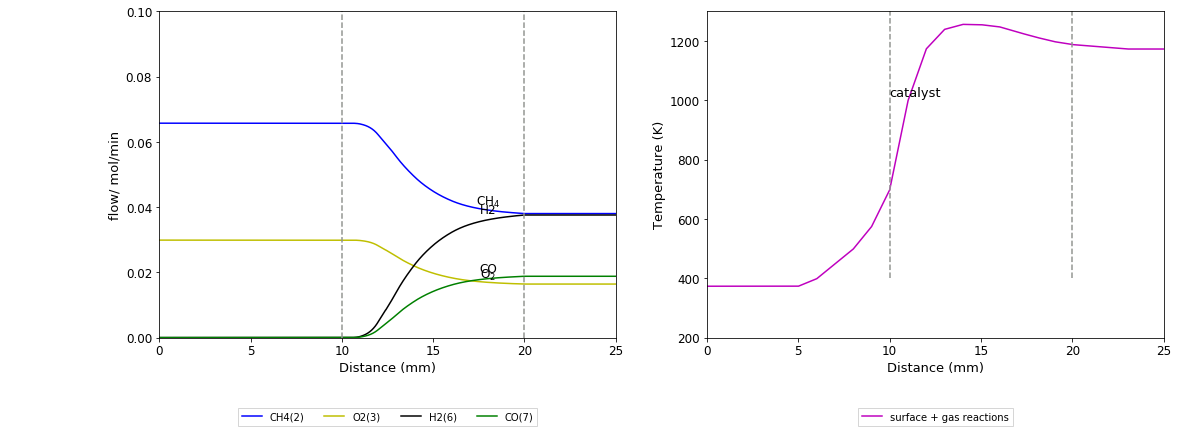 0.10
0.08
0.06
0.04
0.02
0.00
flow/ mol/min
CH4
H2
CO
O2
0 5 10 15 20 25
Distance (mm)
CH4(2) O2(3) H2(6) CO(7)
1200
1000
800
600
400
200
Temperature (K)
catalyst
0 5 10 15 20 25
Distance (mm)
surface + gas reactions